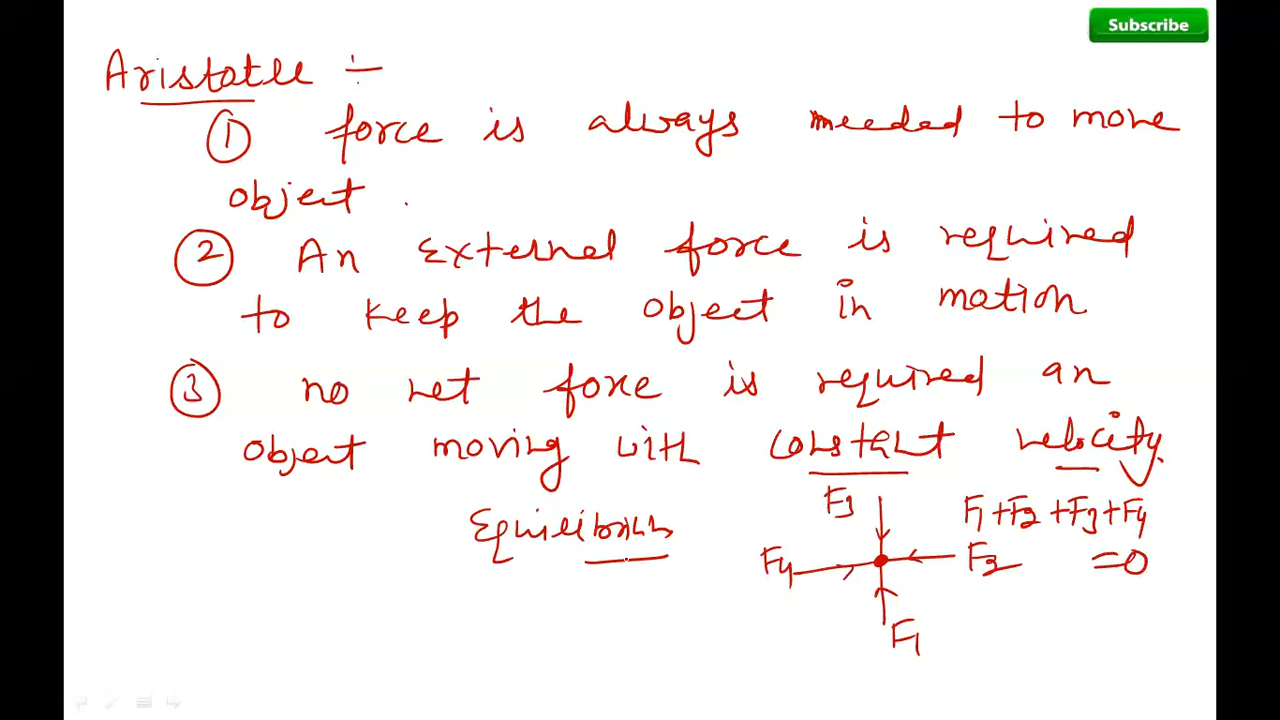 Subscribe
Aristotle :-
① force is always needed to move
object.
② An External force is required
to keep the object in motion
③ no net force is required an
object moving with constant velocity.
Equilibrium
F3
F1+F2+F3+F4
=0
F4
F2
F1